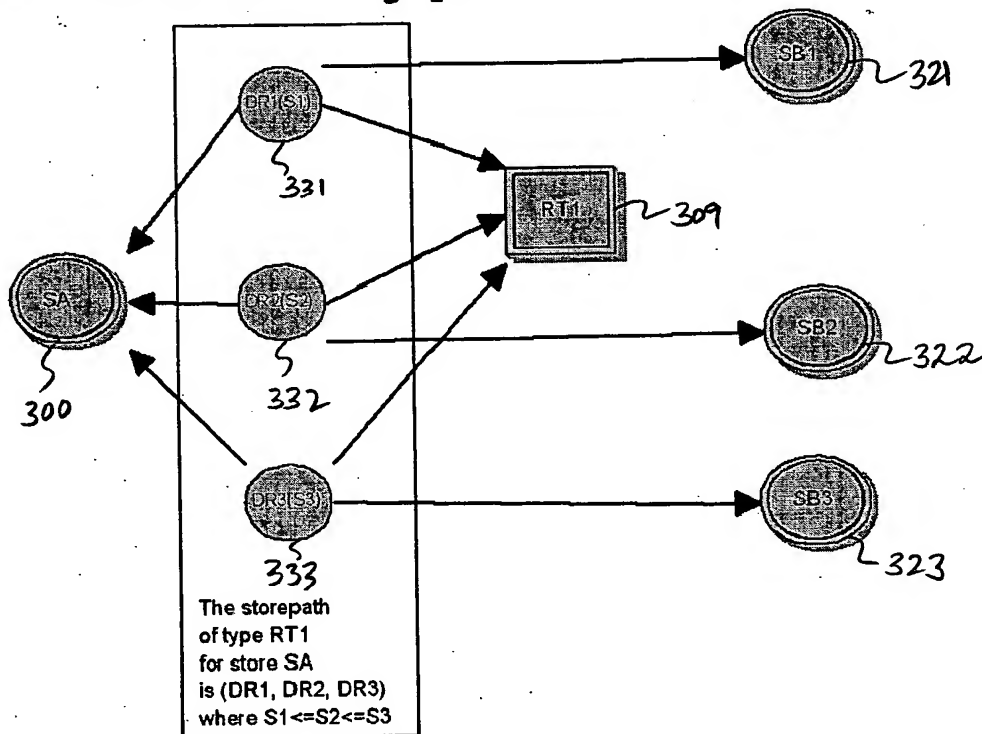 SB1
321
DR1(S1)
331
RT1
309
SA
300
DR2(S2)
332
SB2
322
DR3(S3)
333
SB3
323
The storepath
of type RT1
for store SA
is (DR1, DR2, DR3)
where S1<=S2<=S3